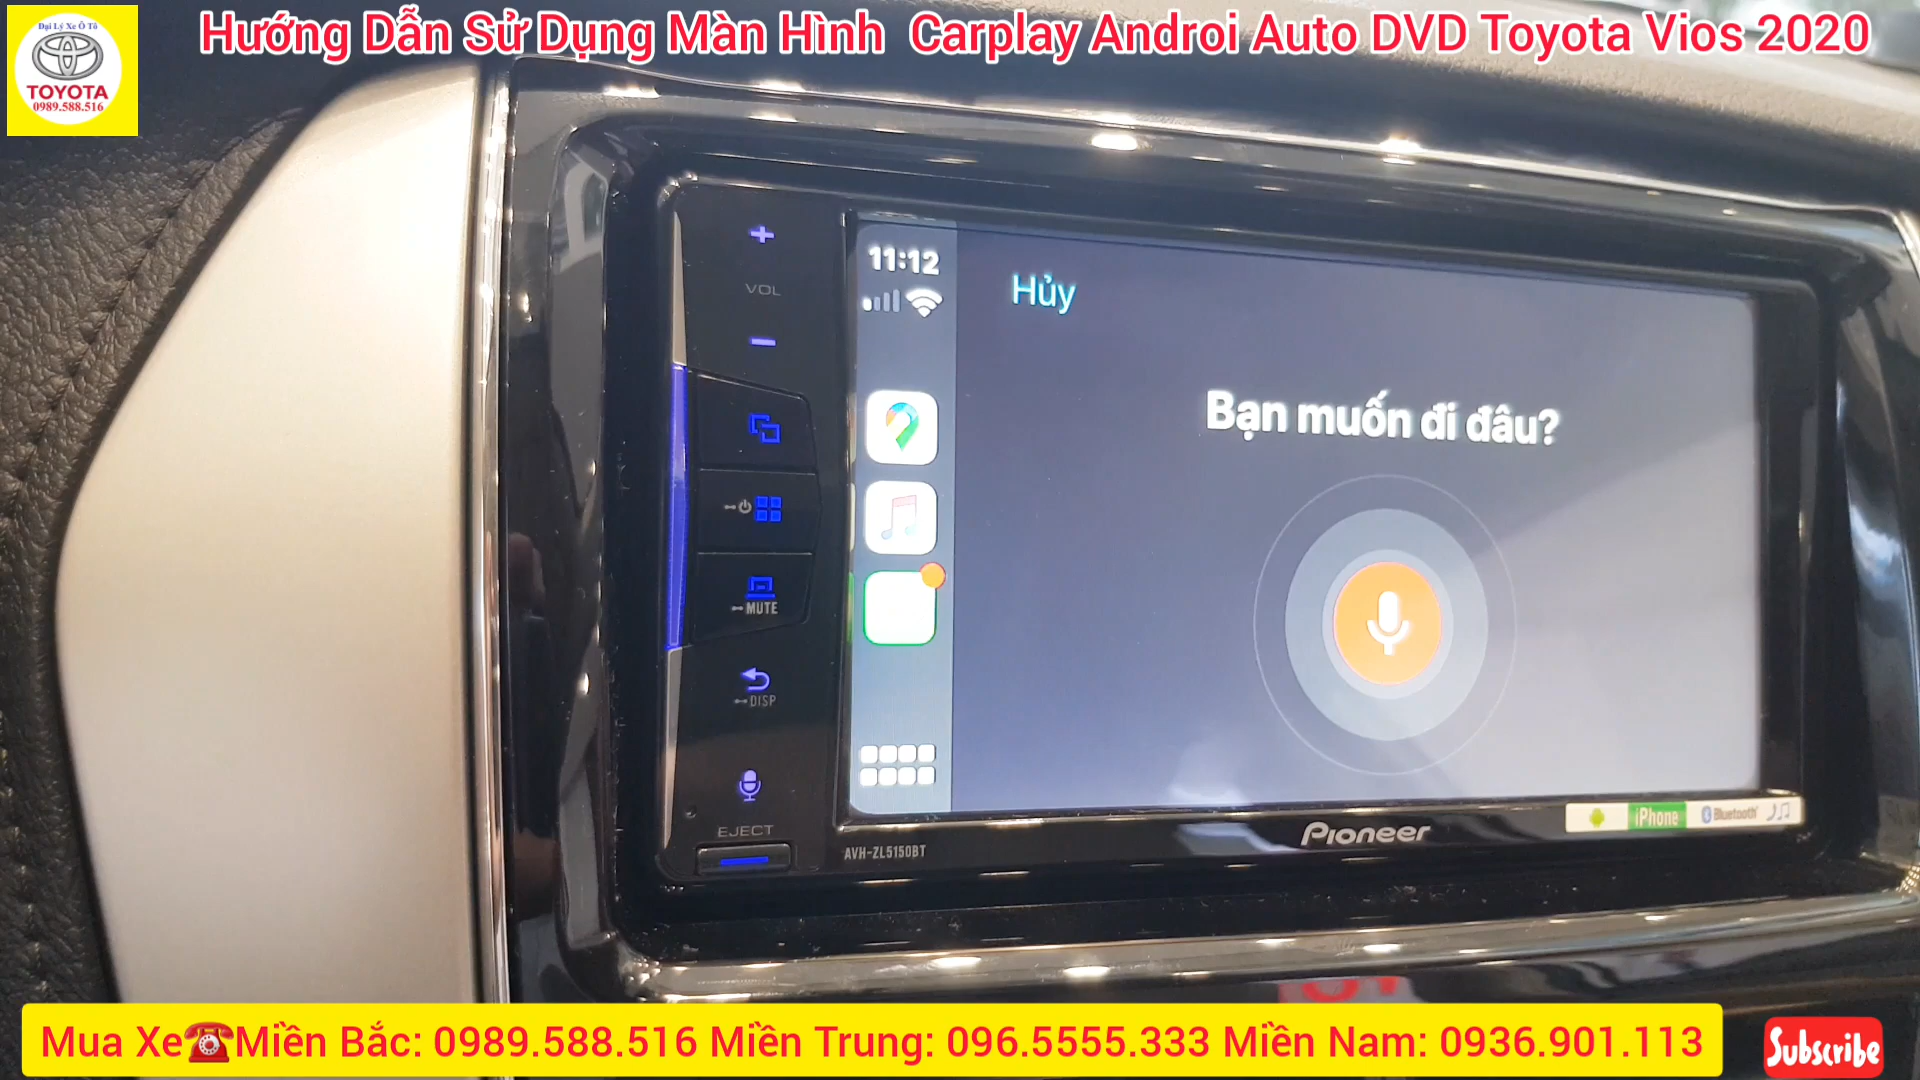 Đại Lý Xe Ô Tô
TOYOTA
0989.588.516
Hướng Dẫn Sử Dụng Màn Hình Carplay Androi Auto DVD Toyota Vios 2020
VOL
MUTE
DISP
EJECT
AVH-ZL5150BT
11:12
Hủy
Bạn muốn đi đâu?
Pioneer
iPhone
Bluetooth
Mua Xe☎️Miền Bắc: 0989.588.516 Miền Trung: 096.5555.333 Miền Nam: 0936.901.113
Subscribe